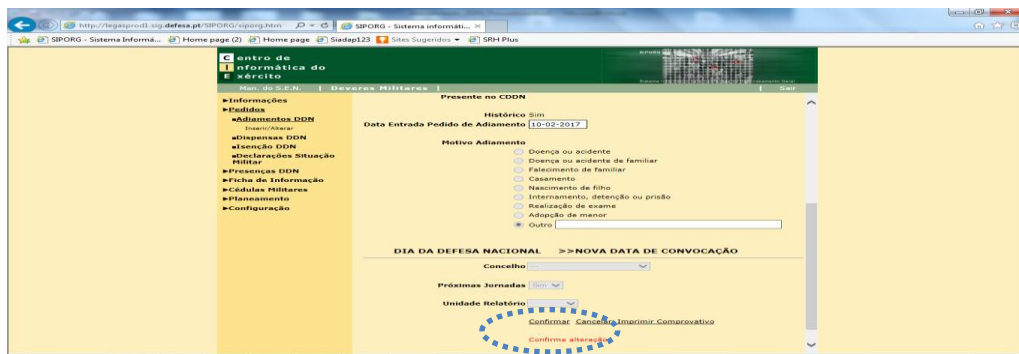 http://legasprod1.sig.defesa.pt/SIPORG/siporg.htm
SIPORG - Sistema informáti...
SIPORG - Sistema Informá... Home page (2) Home page Siadap123 Sites Sugeridos SRH Plus
Centro de
Informática do
Exército
Man. do S.E.N. | Deveres Militares | | Sair
Informações
Pedidos
Adiamentos DDN
Inserir/Alterar
Dispensas DDN
Isenção DDN
Declarações Situação
Militar
Presenças DDN
Ficha de Informação
Cédulas Militares
Planeamento
Configuração
Presente no CDDN
Histórico Sim
Data Entrada Pedido de Adiamento 10-02-2017
Motivo Adiamento
Doença ou acidente
Doença ou acidente de familiar
Falecimento de familiar
Casamento
Nascimento de filho
Internamento, detenção ou prisão
Realização de exame
Adopção de menor
Outro
DIA DA DEFESA NACIONAL >>NOVA DATA DE CONVOCAÇÃO
Concelho ---
Próximas Jornadas Sim
Unidade Relatório
Confirmar Cancelar Imprimir Comprovativo
Confirma alteração